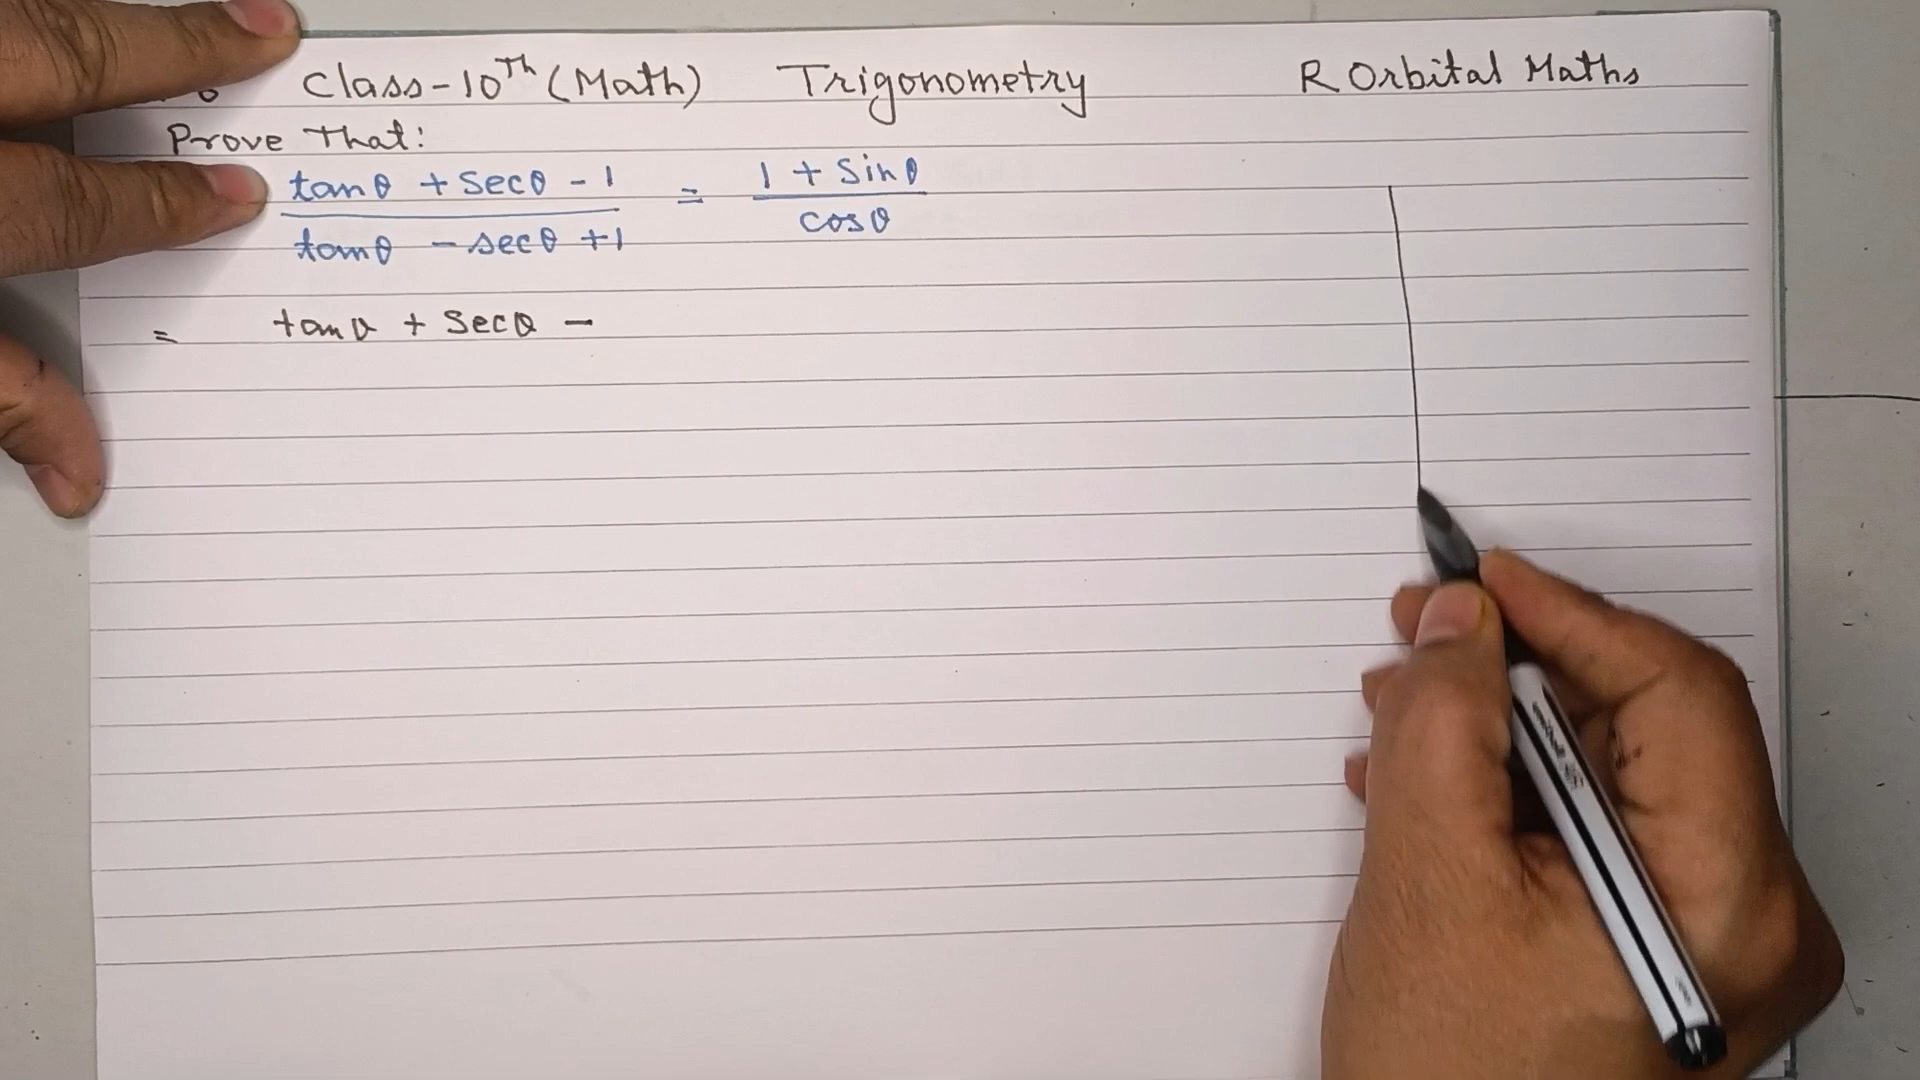 Class-10Th (Math) Trigonometry R Orbital Maths
Prove That:
tanθ + secθ - 1 = 1 + Sinθ
tanθ - secθ +1 cosθ
= tanθ + Secθ -